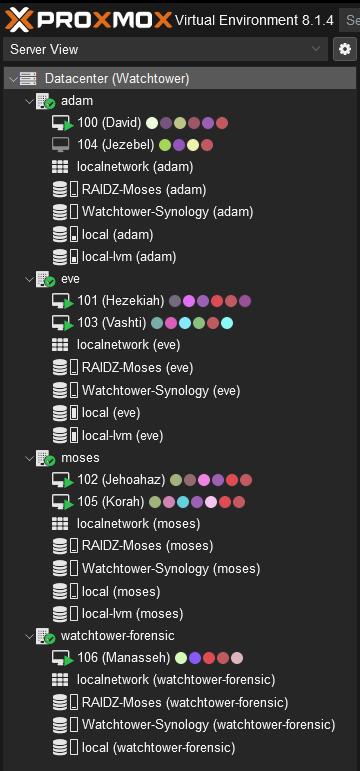 PROXMOX Virtual Environment 8.1.4 Se
Server View
Datacenter (Watchtower)
adam
100 (David)
104 (Jezebel)
localnetwork (adam)
RAIDZ-Moses (adam)
Watchtower-Synology (adam)
local (adam)
local-lvm (adam)
eve
101 (Hezekiah)
103 (Vashti)
localnetwork (eve)
RAIDZ-Moses (eve)
Watchtower-Synology (eve)
local (eve)
local-lvm (eve)
moses
102 (Jehoahaz)
105 (Korah)
localnetwork (moses)
RAIDZ-Moses (moses)
Watchtower-Synology (moses)
local (moses)
local-lvm (moses)
watchtower-forensic
106 (Manasseh)
localnetwork (watchtower-forensic)
RAIDZ-Moses (watchtower-forensic)
Watchtower-Synology (watchtower-forensic)
local (watchtower-forensic)